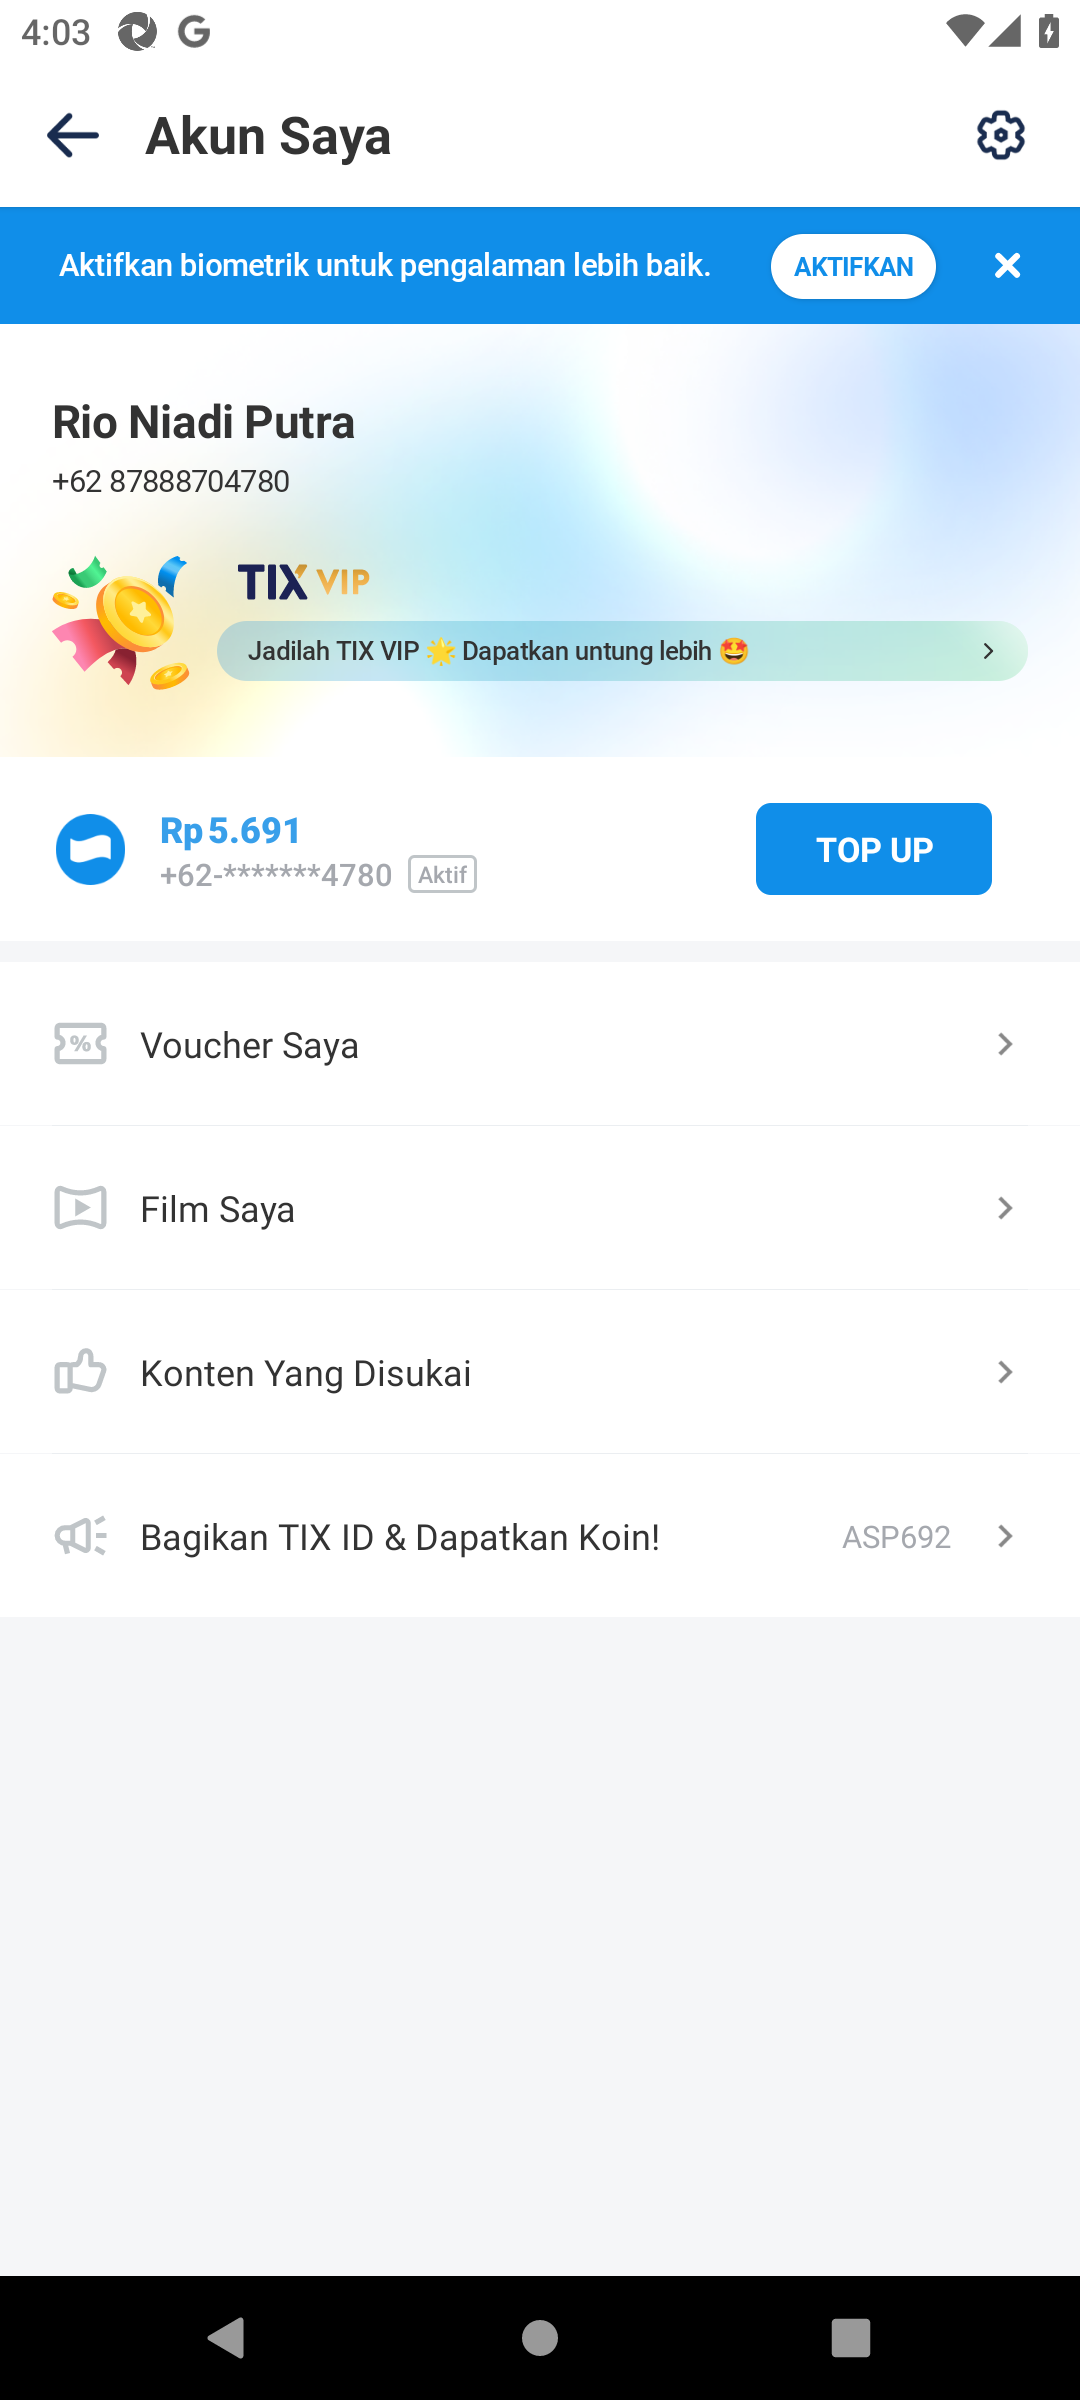 4:03
Akun Saya
Aktifkan biometrik untuk pengalaman lebih baik.
AKTIFKAN
Rio Niadi Putra
+62 87888704780
TIX VIP
Jadilah TIX VIP 🌟 Dapatkan untung lebih 🤩
Rp 5.691
+62-*******4780 Aktif
TOP UP
Voucher Saya
Film Saya
Konten Yang Disukai
Bagikan TIX ID & Dapatkan Koin! ASP692